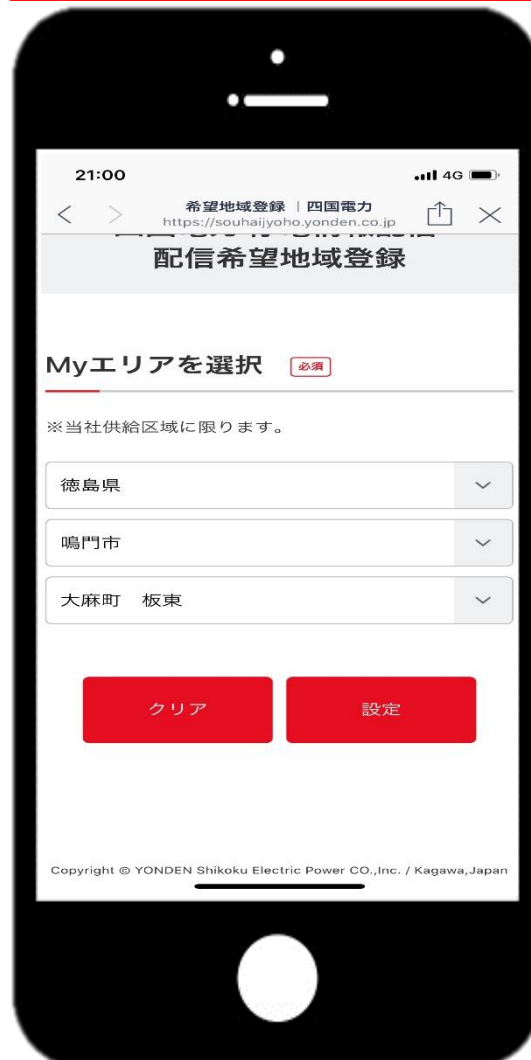 21:00
4G
希望地域登録 | 四国電力
https://souhaijyoho.yonden.co.jp
配信希望地域登録
Myエリアを選択 必須
※当社供給区域に限ります。
徳島県
鳴門市
大麻町 板東
クリア 設定
Copyright © YONDEN Shikoku Electric Power CO.,Inc. / Kagawa,Japan